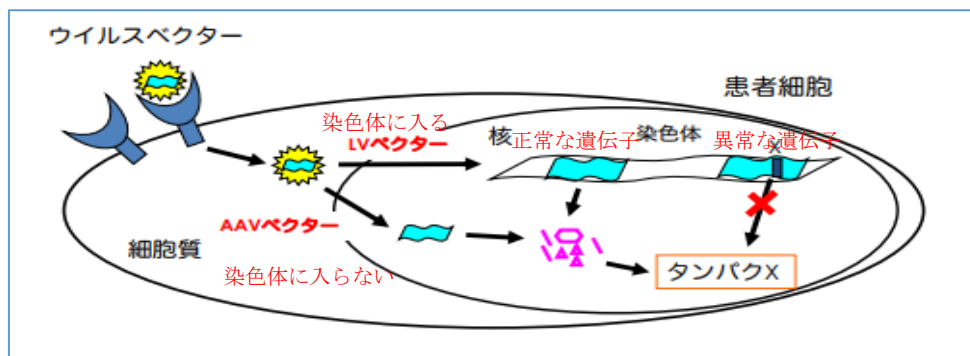 ウイルスベクター
患者細胞
染色体に入る
LVベクター
核
正常な遺伝子
染色体
異常な遺伝子
X
AAVベクター
細胞質
染色体に入らない
タンパクX